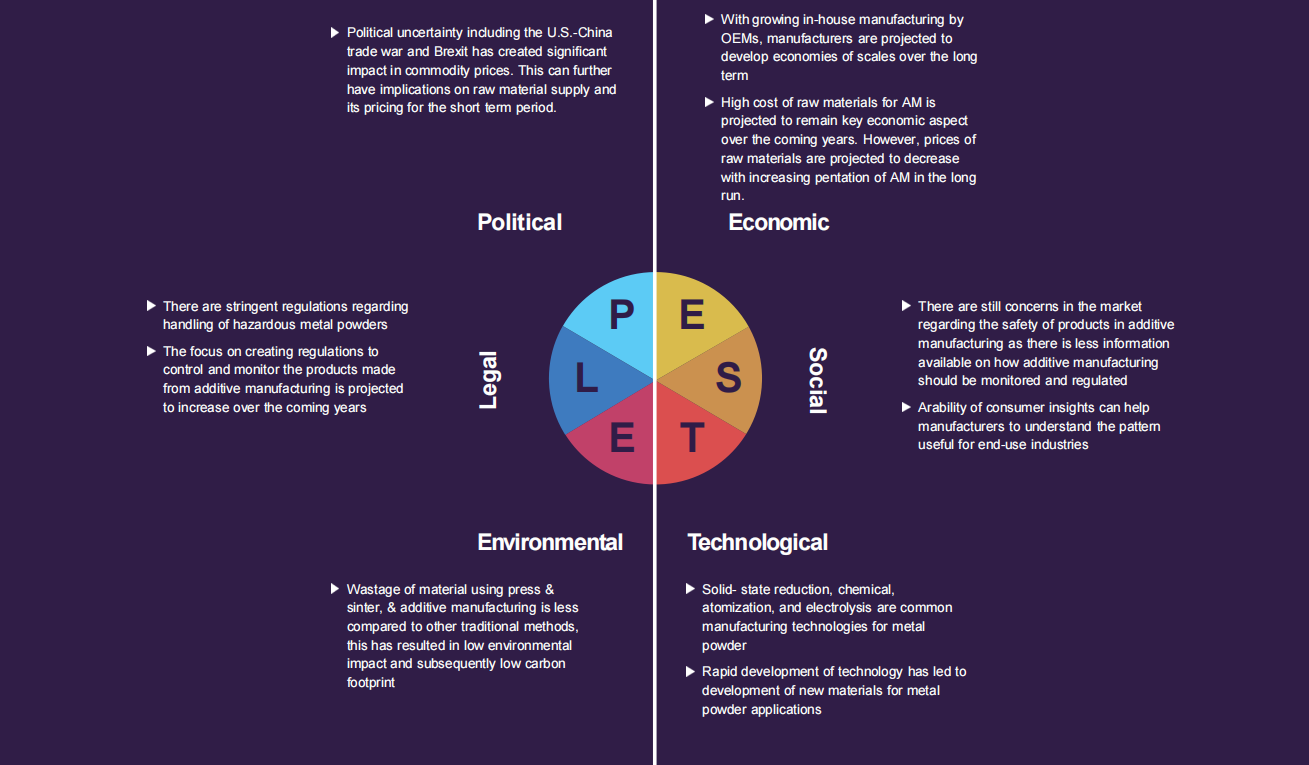 Political uncertainty including the U.S.-China
trade war and Brexit has created significant
impact in commodity prices. This can further
have implications on raw material supply and
its pricing for the short term period.
Political
With growing in-house manufacturing by
OEMs, manufacturers are projected to
develop economies of scales over the long
term
High cost of raw materials for AM is
projected to remain key economic aspect
over the coming years. However, prices of
raw materials are projected to decrease
with increasing pentation of AM in the long
run.
Economic
There are stringent regulations regarding
handling of hazardous metal powders
The focus on creating regulations to
control and monitor the products made
from additive manufacturing is projected
to increase over the coming years
Legal
P
E
L
S
E
T
Social
There are still concerns in the market
regarding the safety of products in additive
manufacturing as there is less information
available on how additive manufacturing
should be monitored and regulated
Arability of consumer insights can help
manufacturers to understand the pattern
useful for end-use industries
Environmental
Wastage of material using press &
sinter, & additive manufacturing is less
compared to other traditional methods,
this has resulted in low environmental
impact and subsequently low carbon
footprint
Technological
Solid- state reduction, chemical,
atomization, and electrolysis are common
manufacturing technologies for metal
powder
Rapid development of technology has led to
development of new materials for metal
powder applications